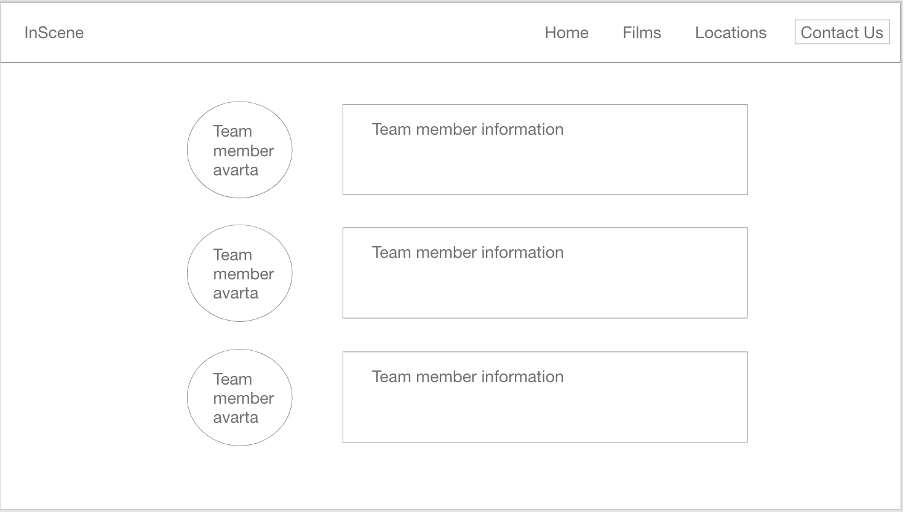 InScene Home Films Locations Contact Us
Team
member
avarta
Team member information
Team
member
avarta
Team member information
Team
member
avarta
Team member information